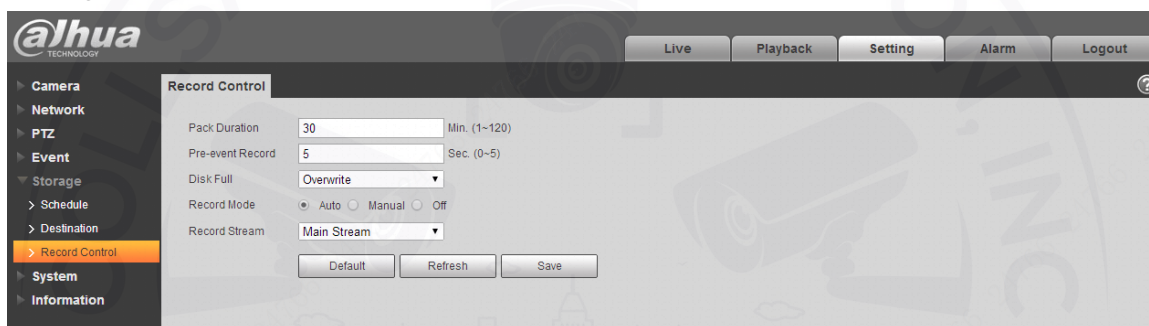 alhua
TECHNOLOGY
Live Playback Setting Alarm Logout
Camera
Network
PTZ
Event
Storage
> Schedule
> Destination
> Record Control
System
Information
Record Control
Pack Duration 30 Min. (1~120)
Pre-event Record 5 Sec. (0~5)
Disk Full Overwrite
Record Mode Auto Manual Off
Record Stream Main Stream
Default Refresh Save